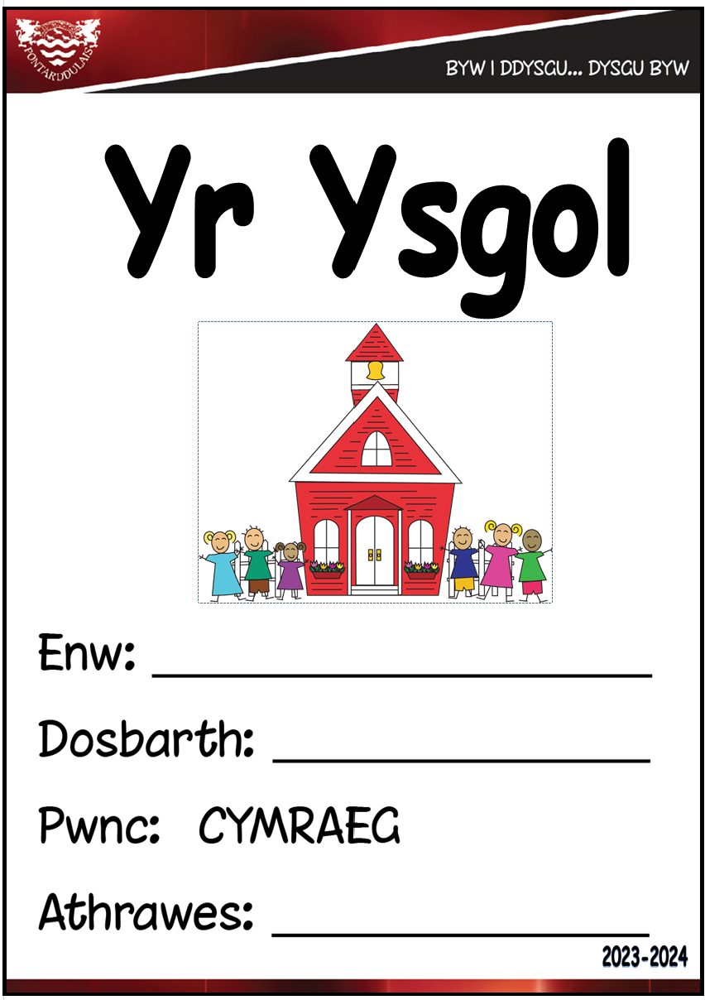 PONTARDDULAIS
BYW I DDYSGU... DYSGU BYW
Yr Ysgol
Enw:
Dosbarth:
Pwnc: CYMRAEG
Athrawes:
2023-2024